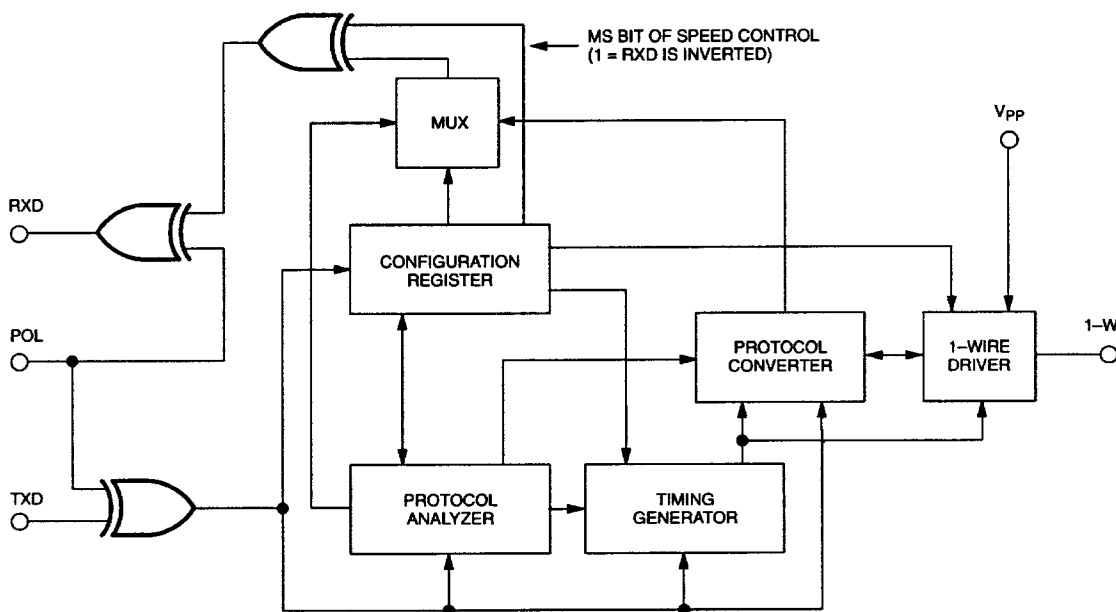 MS BIT OF SPEED CONTROL
(1 = RXD IS INVERTED)
MUX
VPP
RXD
CONFIGURATION
REGISTER
POL
PROTOCOL
CONVERTER
1–WIRE
DRIVER
1–W
TXD
PROTOCOL
ANALYZER
TIMING
GENERATOR